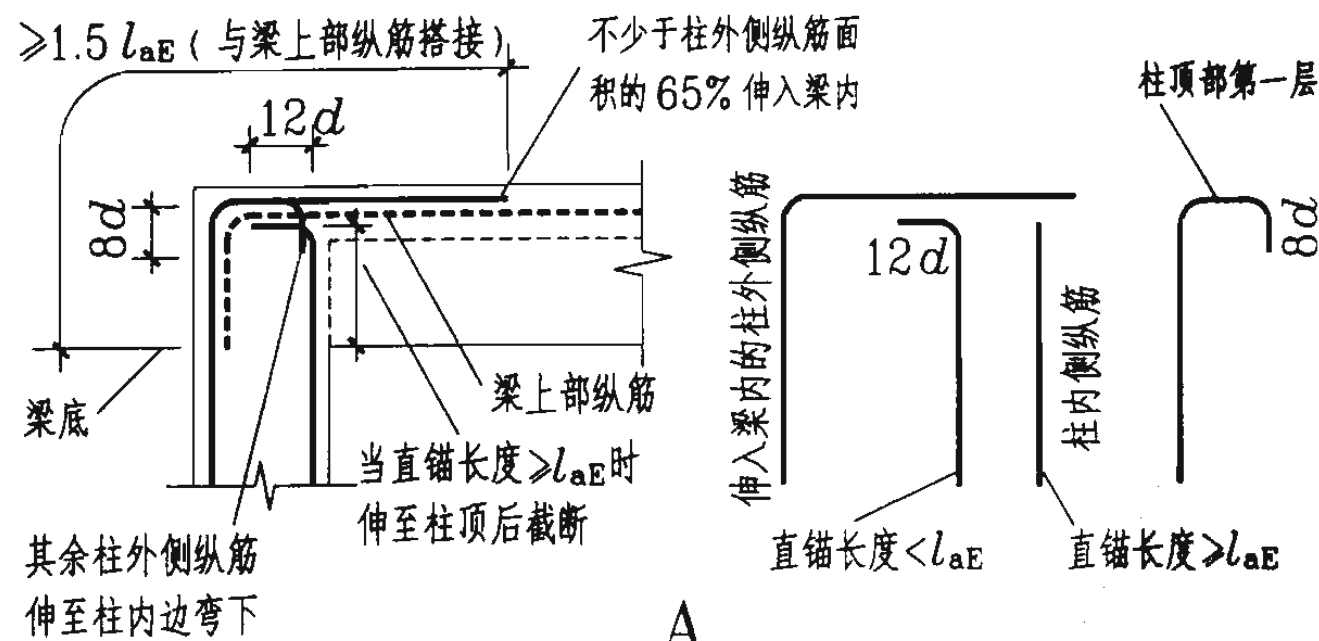 ≥1.5 laE（与梁上部纵筋搭接）
不少于柱外侧纵筋面
积的 65% 伸入梁内
柱顶部第一层
12d
8d
梁底
梁上部纵筋
当直锚长度≥laE时
伸至柱顶后截断
其余柱外侧纵筋
伸至柱内边弯下
伸入梁内的柱外侧纵筋
12d
柱内侧纵筋
8d
直锚长度<laE
直锚长度≥laE
A